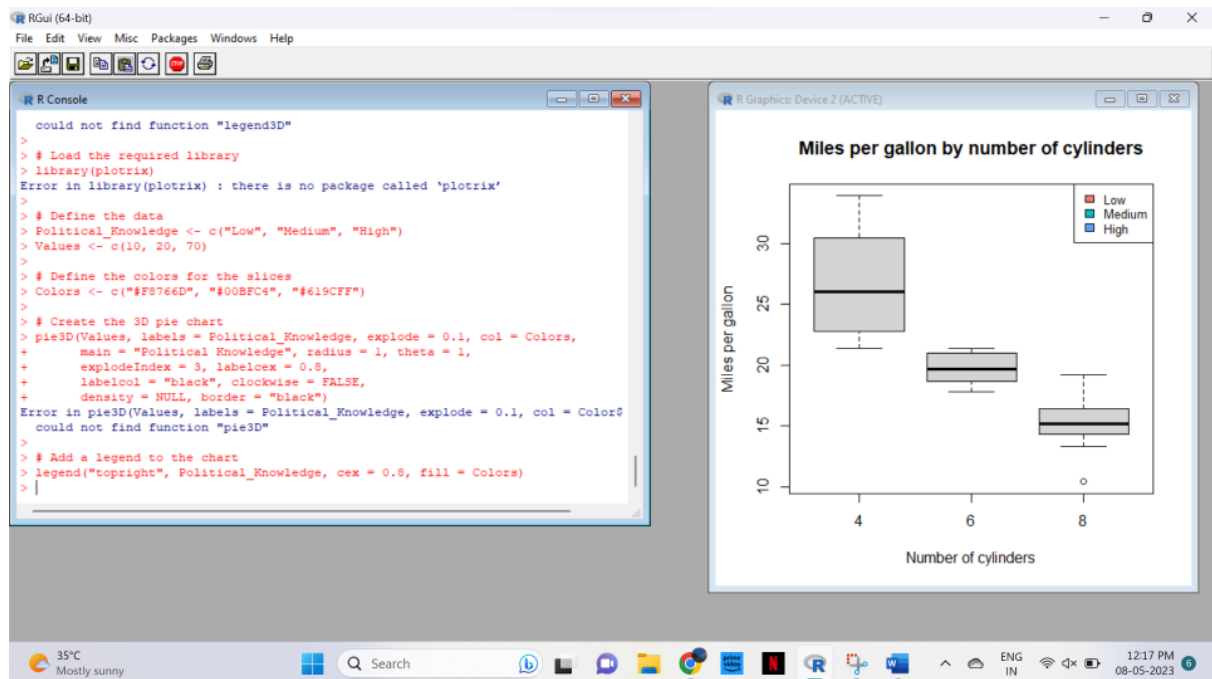 RGui (64-bit)
File Edit View Misc Packages Windows Help
STOP
R Console
could not find function "legend3D"
>
> # Load the required library
> library(plotrix)
Error in library(plotrix) : there is no package called ‘plotrix’
>
> # Define the data
> Political_Knowledge <- c("Low", "Medium", "High")
> Values <- c(10, 20, 70)
>
> # Define the colors for the slices
> Colors <- c("#F8766D", "#00BFC4", "#619CFF")
>
> # Create the 3D pie chart
> pie3D(Values, labels = Political_Knowledge, explode = 0.1, col = Colors,
+ main = "Political Knowledge", radius = 1, theta = 1,
+ explodeIndex = 3, labelcex = 0.8,
+ labelcol = "black", clockwise = FALSE,
+ density = NULL, border = "black")
Error in pie3D(Values, labels = Political_Knowledge, explode = 0.1, col = Color$
could not find function "pie3D"
>
> # Add a legend to the chart
> legend("topright", Political_Knowledge, cex = 0.8, fill = Colors)
>
R Graphics: Device 2 (ACTIVE)
Miles per gallon by number of cylinders
Low
Medium
High
Miles per gallon
30
25
20
15
10
4 6 8
Number of cylinders
35°C
Mostly sunny
Search
prime video
N
R
W
ENG
IN
12:17 PM
08-05-2023
6